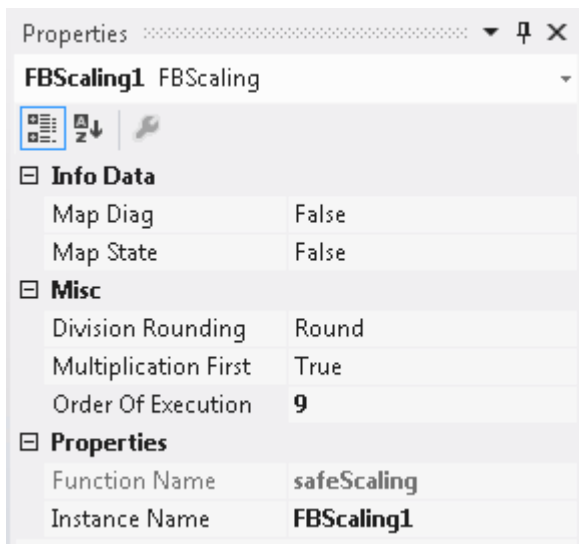 Properties
FBScaling1 FBScaling
Info Data
Map Diag False
Map State False
Misc
Division Rounding Round
Multiplication First True
Order Of Execution 9
Properties
Function Name safeScaling
Instance Name FBScaling1